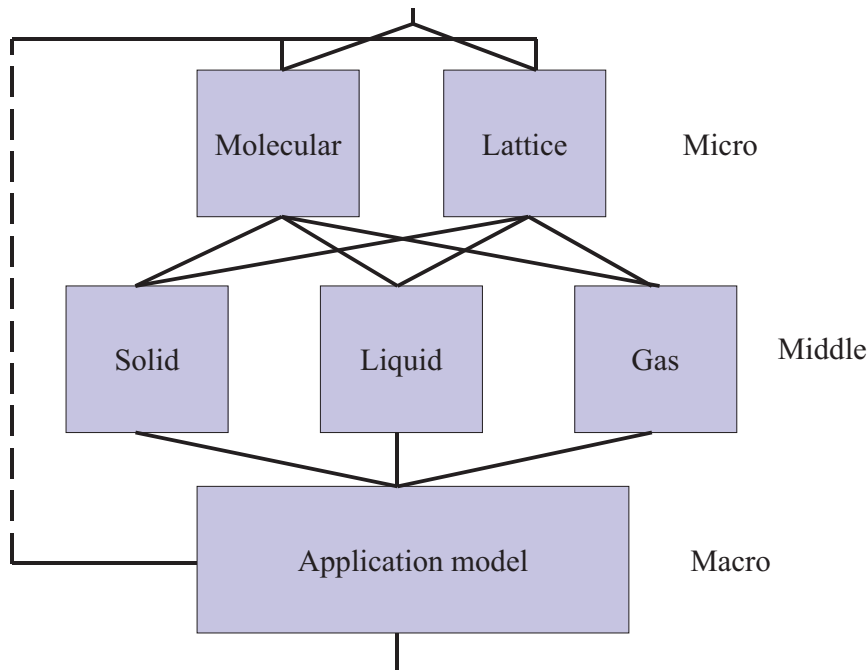 Molecular
Lattice
Micro
Solid
Liquid
Gas
Middle
Application model
Macro